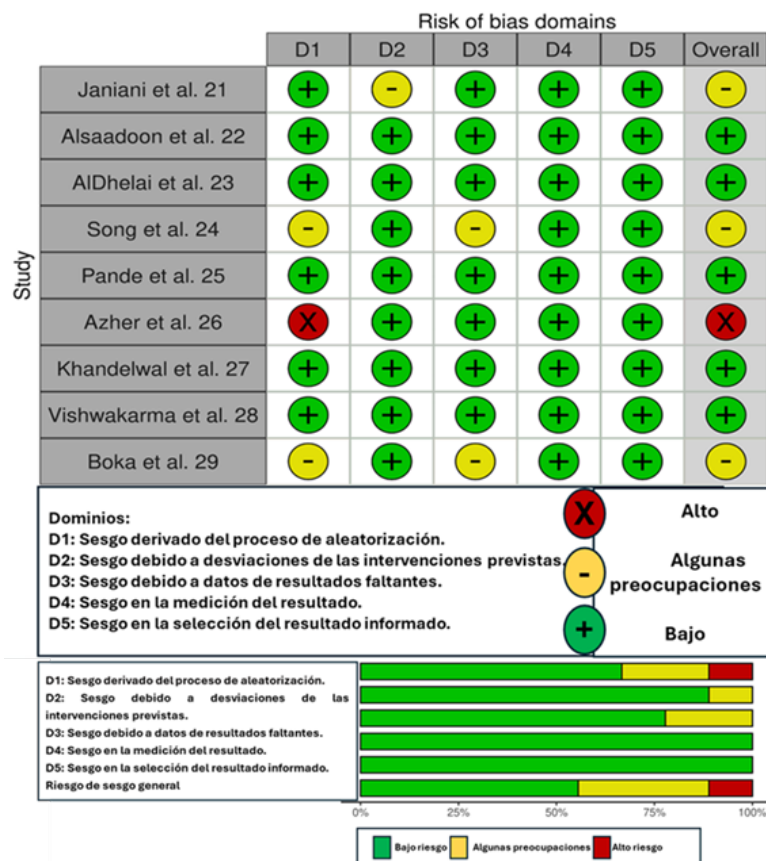 Risk of bias domains
D1 D2 D3 D4 D5 Overall
Study
Janiani et al. 21 + - + + + -
Alsaadoon et al. 22 + + + + + +
AlDhelai et al. 23 + + + + + +
Song et al. 24 - + - + + -
Pande et al. 25 + + + + + +
Azher et al. 26 X + + + + X
Khandelwal et al. 27 + + + + + +
Vishwakarma et al. 28 + + + + + +
Boka et al. 29 - + - + + -
Dominios:
D1: Sesgo derivado del proceso de aleatorización.
D2: Sesgo debido a desviaciones de las intervenciones previstas.
D3: Sesgo debido a datos de resultados faltantes.
D4: Sesgo en la medición del resultado.
D5: Sesgo en la selección del resultado informado.
X Alto
- Algunas
preocupaciones
+ Bajo
D1: Sesgo derivado del proceso de aleatorización.
D2: Sesgo debido a desviaciones de las
intervenciones previstas.
D3: Sesgo debido a datos de resultados faltantes.
D4: Sesgo en la medición del resultado.
D5: Sesgo en la selección del resultado informado.
Riesgo de sesgo general
0% 25% 50% 75% 100%
Bajo riesgo Algunas preocupaciones Alto riesgo